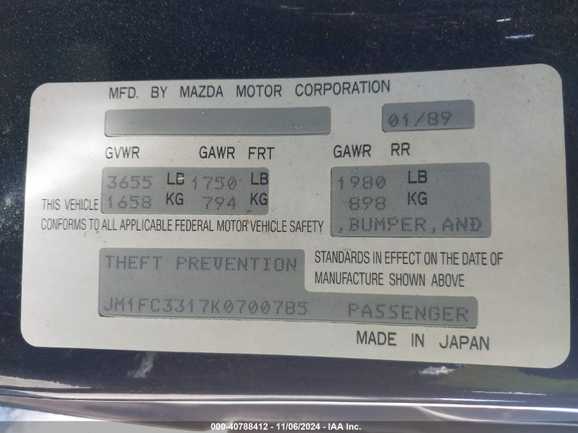 MFD. BY MAZDA MOTOR CORPORATION
01/89
GVWR GAWR FRT GAWR RR
3655 LB 1750 LB 1980 LB
THIS VEHICLE 1658 KG 794 KG 898 KG
CONFORMS TO ALL APPLICABLE FEDERAL MOTOR VEHICLE SAFETY ,BUMPER,AND
THEFT PREVENTION STANDARDS IN EFFECT ON THE DATE OF
MANUFACTURE SHOWN ABOVE
JM1FC3317K0700785 PASSENGER
MADE IN JAPAN
000-40788412 - 11/06/2024 - IAA Inc.